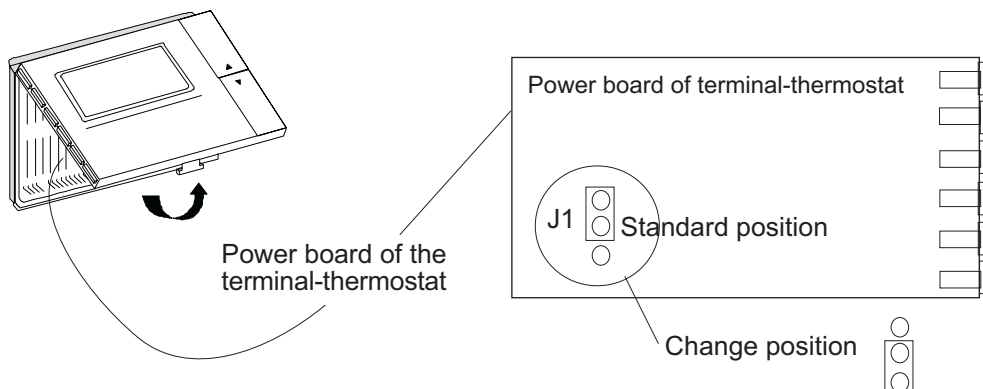 Power board of terminal-thermostat
J1
Standard position
Power board of the
terminal-thermostat
Change position